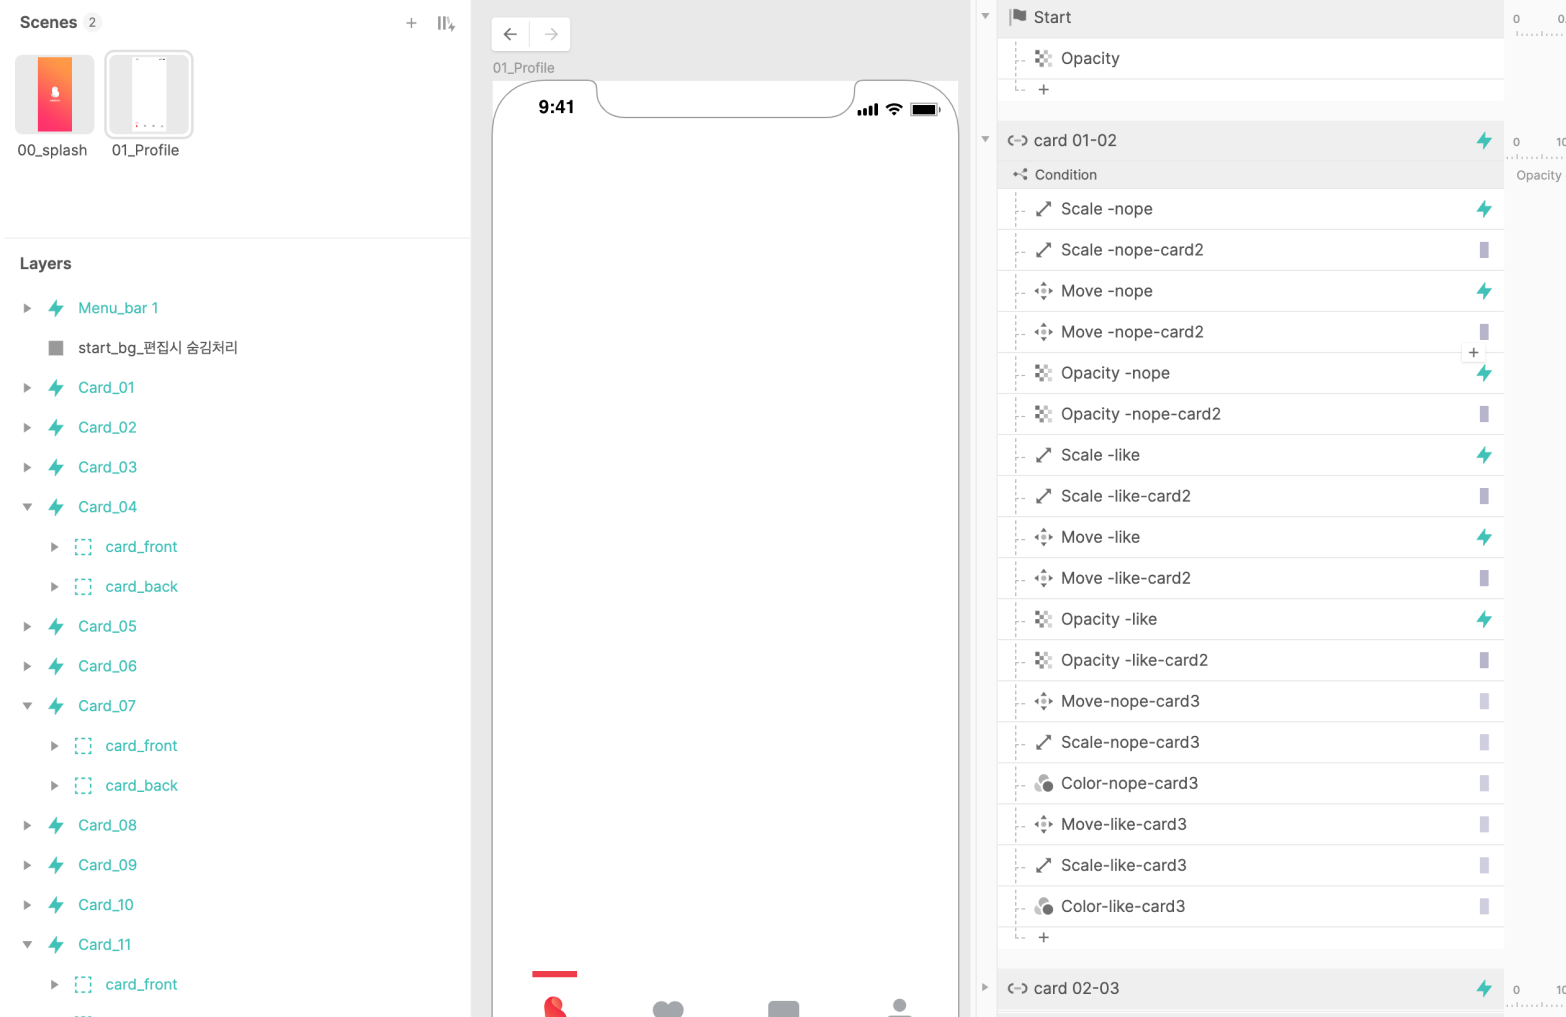 Scenes 2
00_splash
01_Profile
Layers
Menu_bar 1
start_bg_편집시 숨김처리
Card_01
Card_02
Card_03
Card_04
card_front
card_back
Card_05
Card_06
Card_07
card_front
card_back
Card_08
Card_09
Card_10
Card_11
card_front
01_Profile
9:41
Start
0
Opacity
card 01-02
0 10
Condition
Opacity
Scale -nope
Scale -nope-card2
Move -nope
Move -nope-card2
Opacity -nope
Opacity -nope-card2
Scale -like
Scale -like-card2
Move -like
Move -like-card2
Opacity -like
Opacity -like-card2
Move-nope-card3
Scale-nope-card3
Color-nope-card3
Move-like-card3
Scale-like-card3
Color-like-card3
card 02-03
0 10